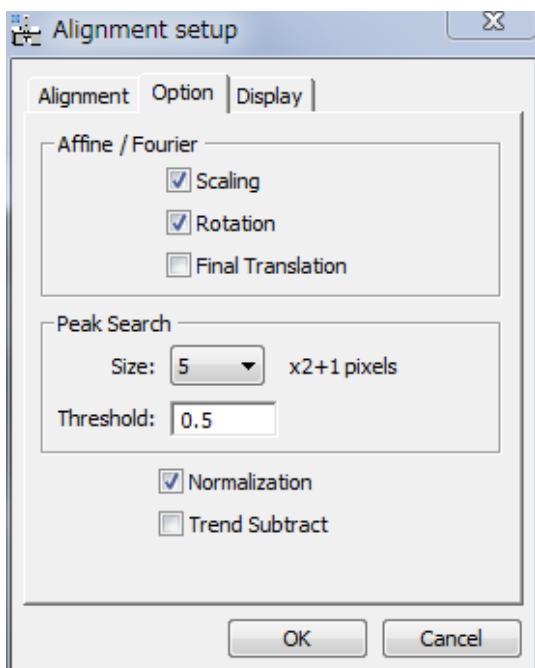 Alignment setup
Alignment Option Display
Affine / Fourier
Scaling
Rotation
Final Translation
Peak Search
Size: 5 x2+1 pixels
Threshold: 0.5
Normalization
Trend Subtract
OK Cancel